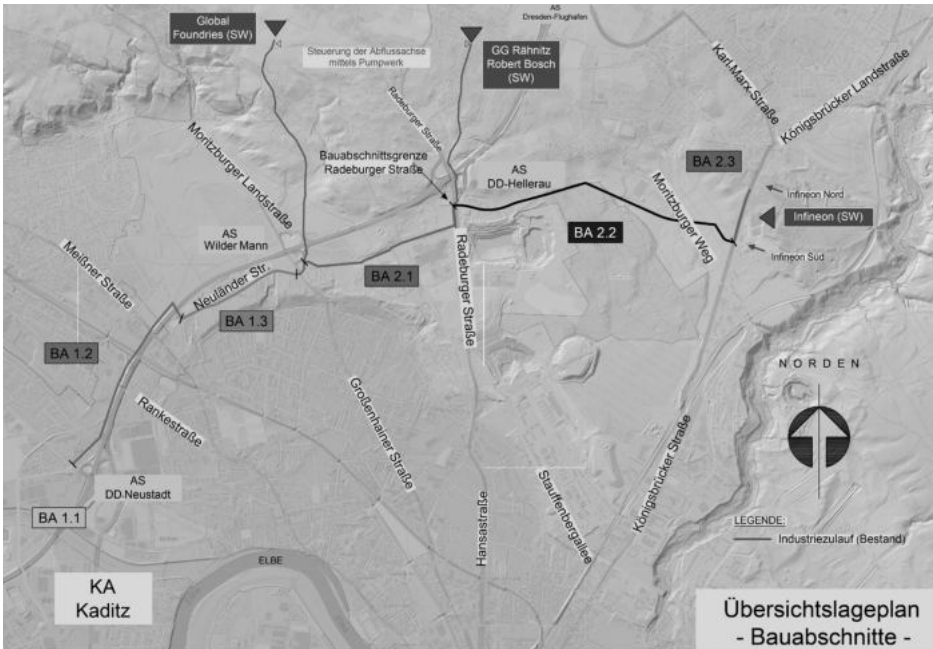 AS
Dresden-Flughafen
Global
Foundries (SW)
Steuerung der Abflussachse
mittels Pumpwerk
GG Rähnitz
Robert Bosch
(SW)
Karl-Marx-Straße
Königsbrücker Landstraße
Radeburger Straße
Moritzburger Landstraße
Bauabschnittsgrenze
Radeburger Straße
AS
DD-Hellerau
BA 2.3
Infineon Nord
Infineon (SW)
Infineon Süd
Moritzburger Weg
BA 2.2
AS
Wilder Mann
BA 2.1
Radeburger Straße
Meißner Straße
Neuländer Str.
BA 1.3
BA 1.2
NORDEN
Rankestraße
Großenhainer Straße
Königsbrücker Straße
AS
DD-Neustadt
Stauffenbergallee
Hansastraße
BA 1.1
LEGENDE:
Industriezulauf (Bestand)
ELBE
KA
Kaditz
Übersichtslageplan
- Bauabschnitte -